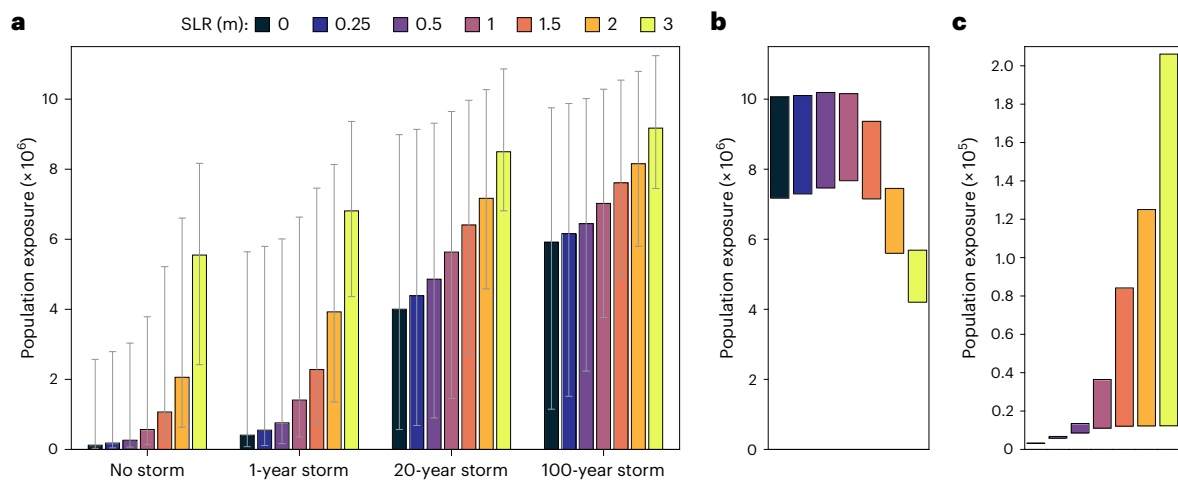 a
SLR (m): 0 0.25 0.5 1 1.5 2 3
Population exposure (× 10⁶)
10
8
6
4
2
0
No storm 1-year storm 20-year storm 100-year storm
b
Population exposure (× 10⁶)
10
8
6
4
2
0
c
Population exposure (× 10⁵)
2.0
1.8
1.6
1.4
1.2
1.0
0.8
0.6
0.4
0.2
0